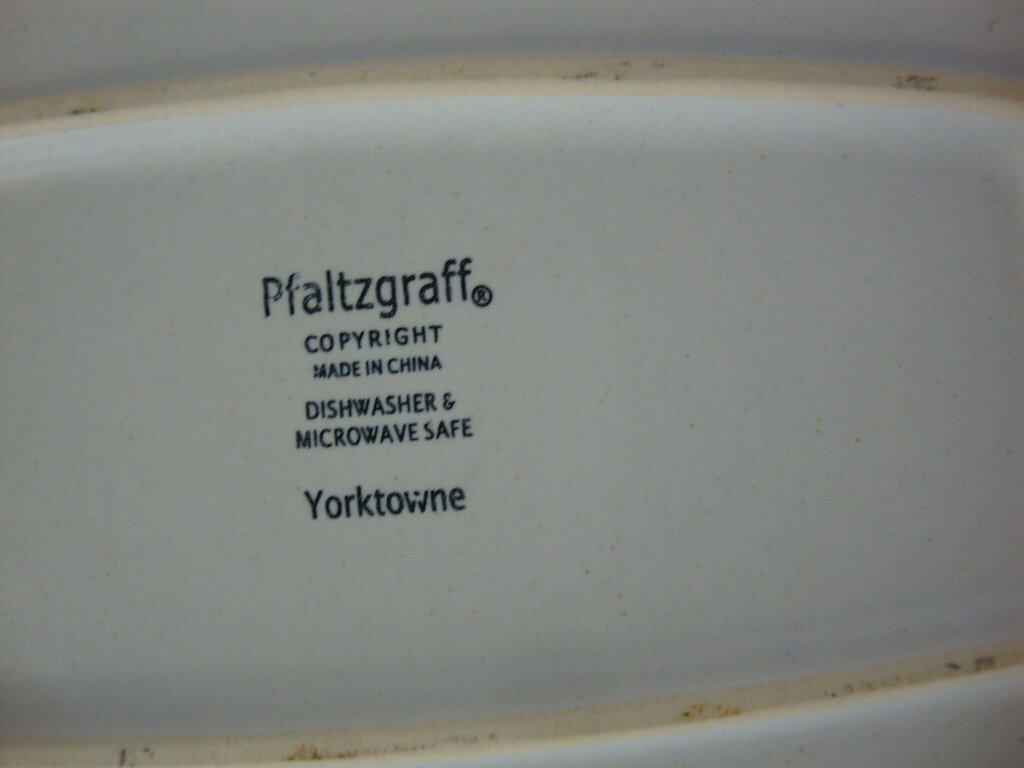 Pfaltzgraff®
COPYRIGHT
MADE IN CHINA
DISHWASHER &
MICROWAVE SAFE
Yorktowne